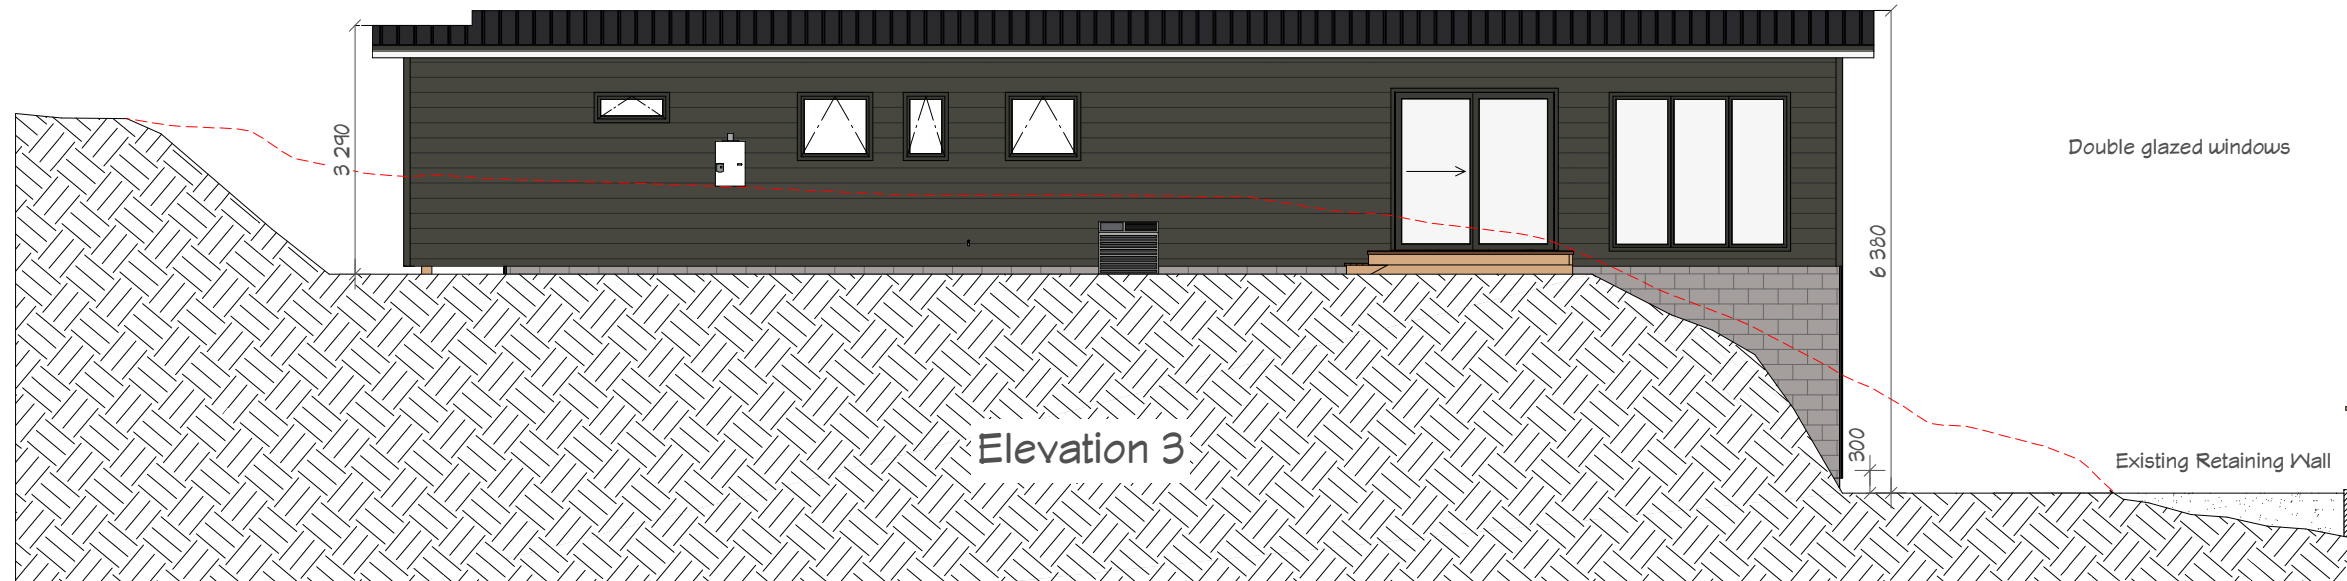 3 290
Double glazed windows
6 380
Elevation 3
300
Existing Retaining Wall